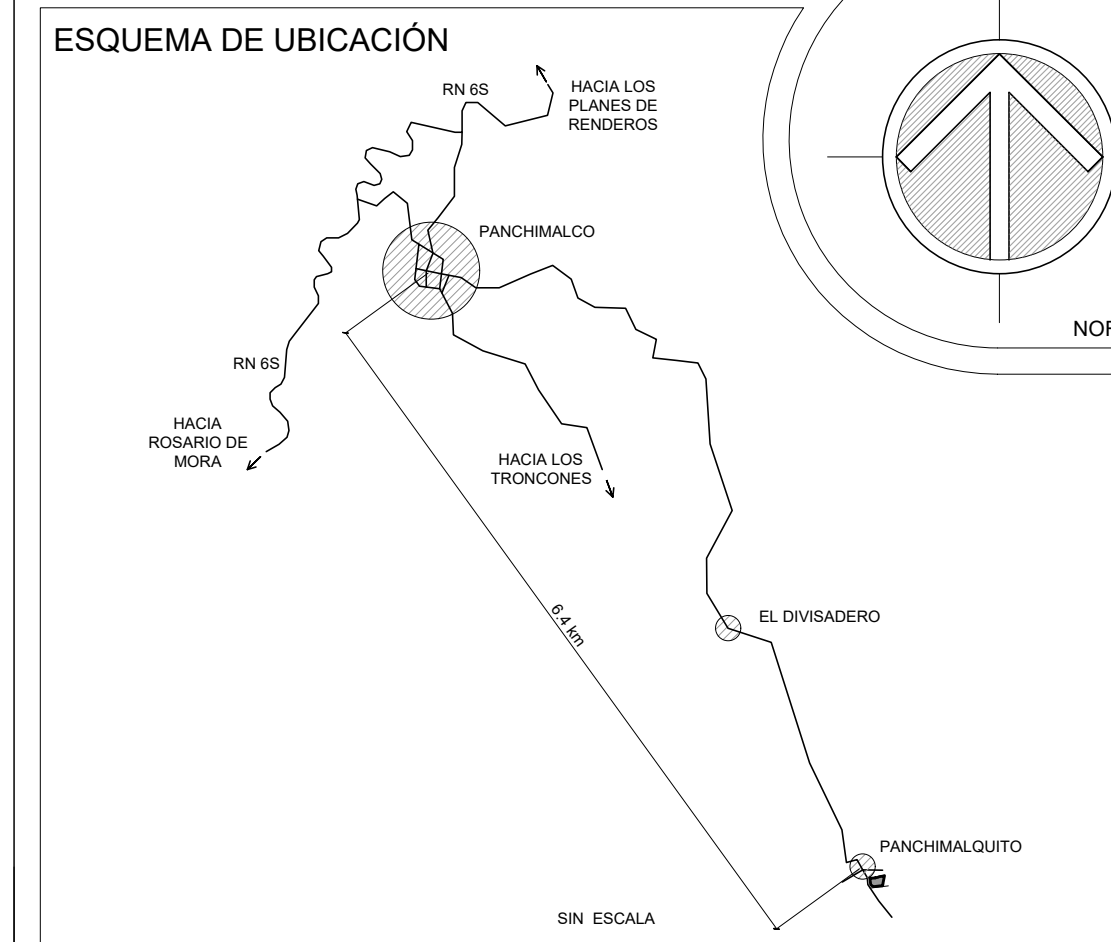 ESQUEMA DE UBICACIÓN
RN 6S
HACIA LOS
PLANES DE
RENDEROS
PANCHIMALCO
RN 6S
HACIA
ROSARIO DE
MORA
HACIA LOS
TRONCONES
6.4 km
EL DIVISADERO
PANCHIMALQUITO
SIN ESCALA